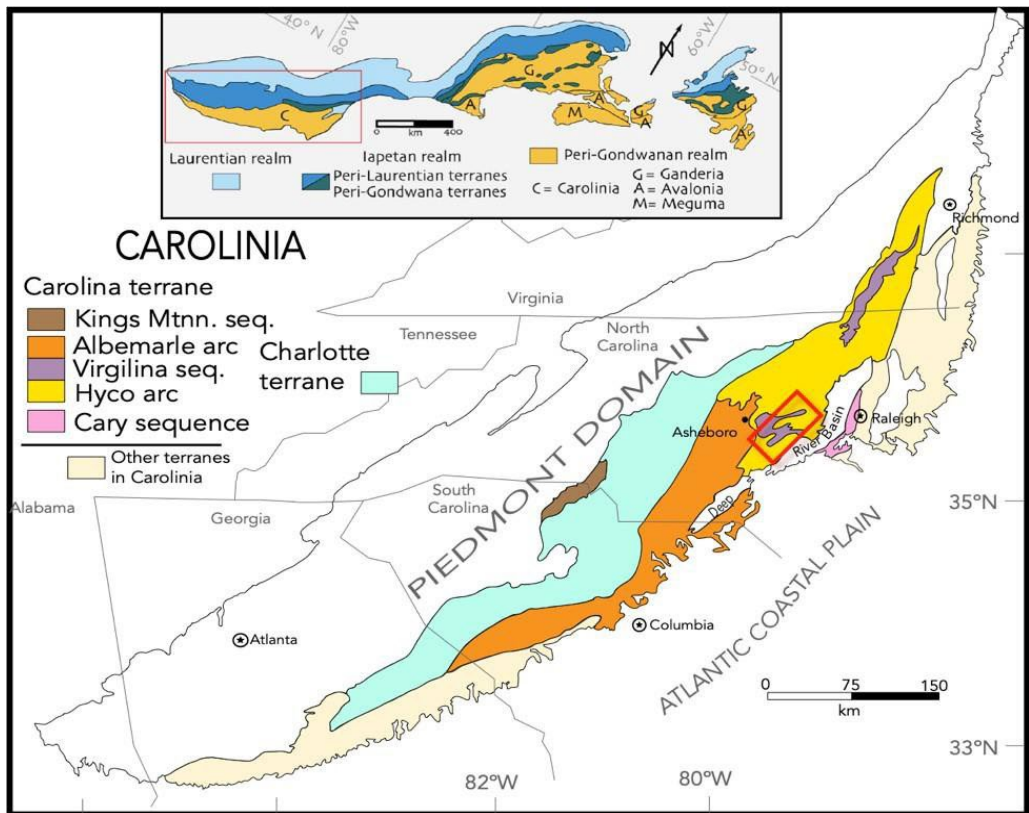 40° N
80°W
N
60° W
50° N
G
C
A
A
M
G
A
G
A
0 km 400
Laurentian realm
Iapetan realm
Peri-Laurentian terranes
Peri-Gondwana terranes
Peri-Gondwanan realm
C = Carolinia
G = Ganderia
A = Avalonia
M= Meguma
CAROLINIA
Carolina terrane
Kings Mtnn. seq.
Albemarle arc
Virgilina seq.
Hyco arc
Cary sequence
Charlotte
terrane
Other terranes
in Carolinia
Richmond
Virginia
Tennessee
North
Carolina
PIEDMONT DOMAIN
Asheboro
Raleigh
River Basin
Deep
South
Carolina
Alabama
Georgia
35°N
Atlanta
Columbia
ATLANTIC COASTAL PLAIN
0 75 150
km
33°N
82°W
80°W